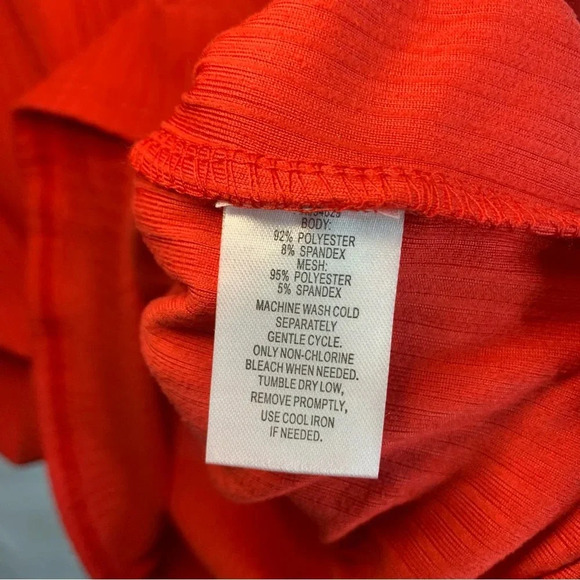 BODY:
92% POLYESTER
8% SPANDEX
MESH:
95% POLYESTER
5% SPANDEX
MACHINE WASH COLD
SEPARATELY
GENTLE CYCLE.
ONLY NON-CHLORINE
BLEACH WHEN NEEDED.
TUMBLE DRY LOW,
REMOVE PROMPTLY,
USE COOL IRON
IF NEEDED.